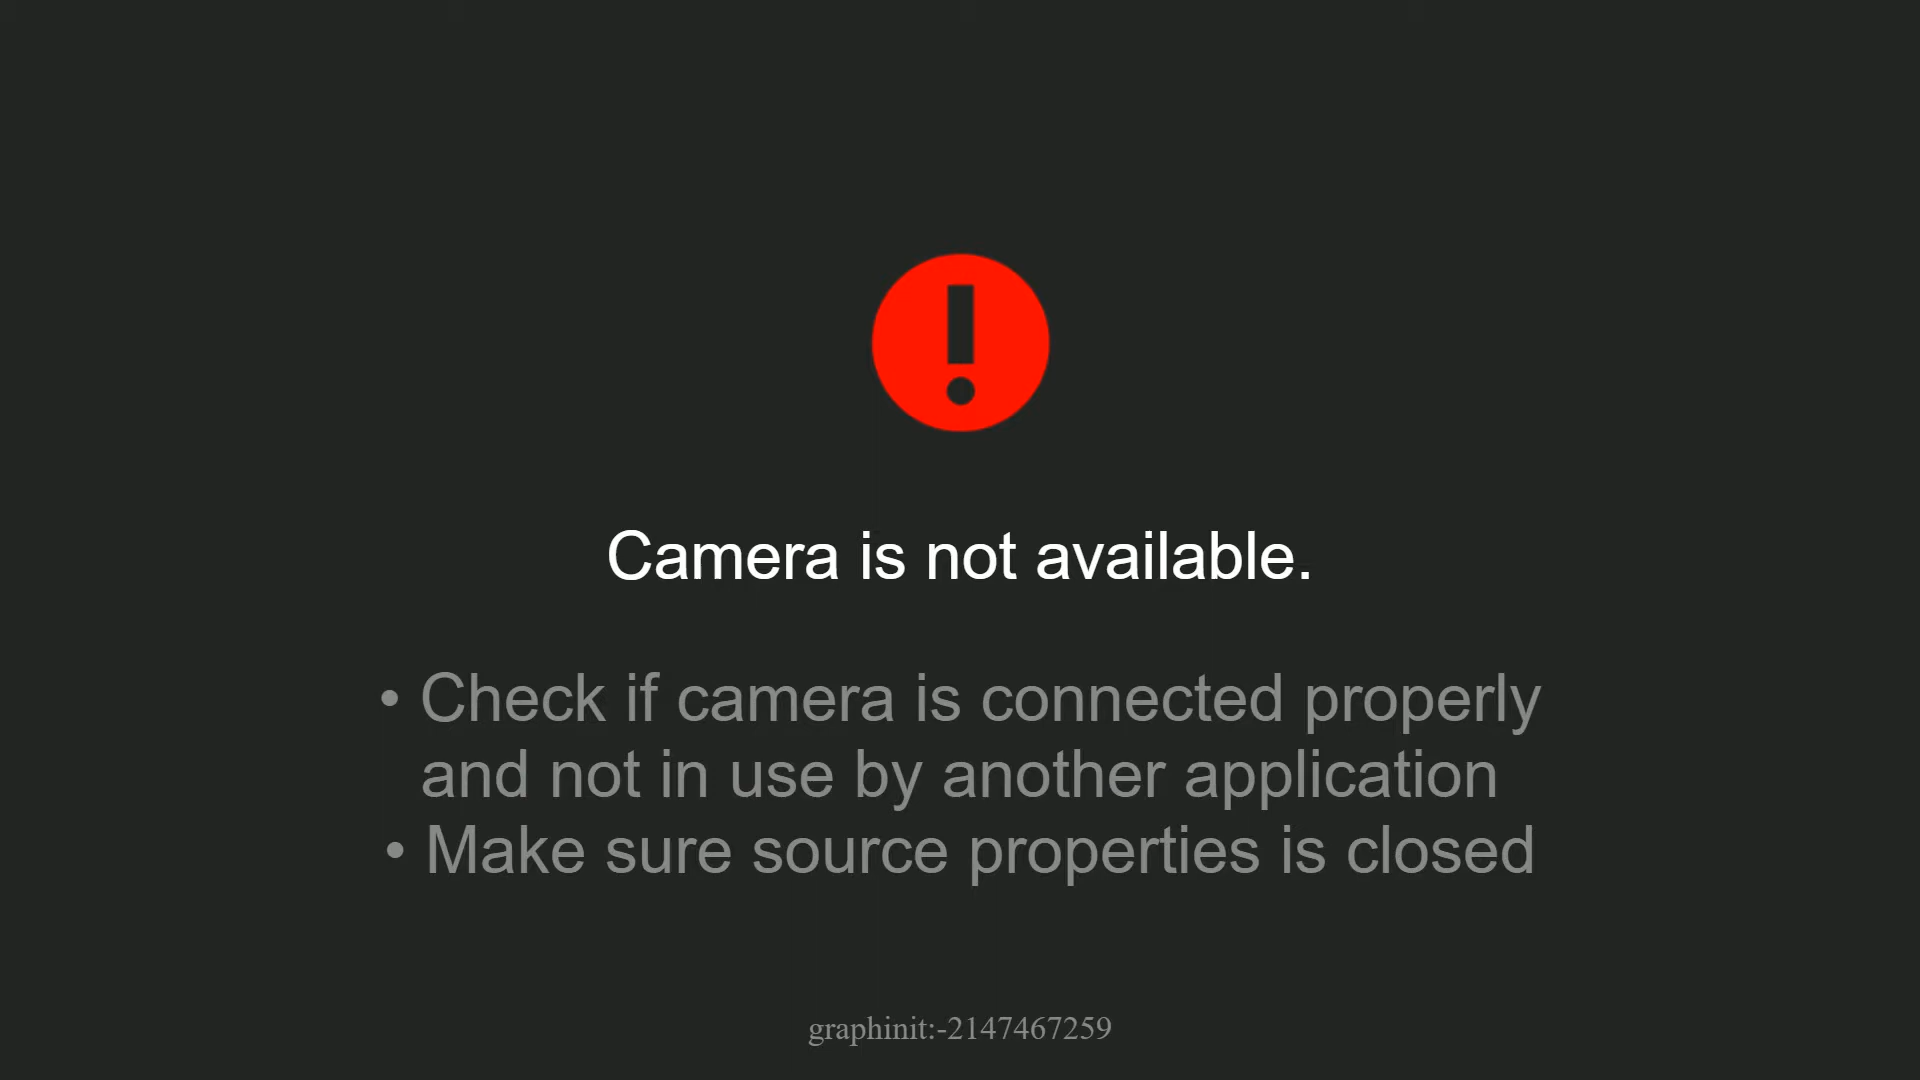 Camera is not available.
• Check if camera is connected properly
and not in use by another application
• Make sure source properties is closed
graphinit:-2147467259